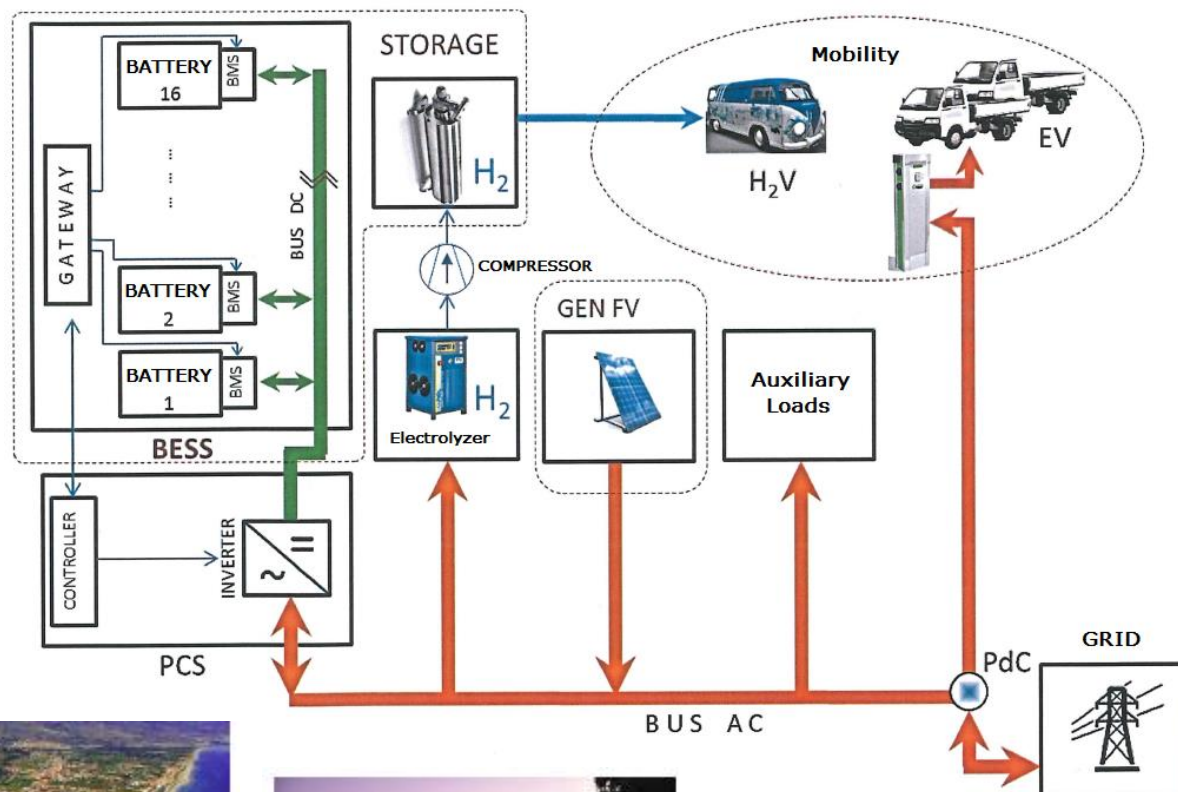 STORAGE
Mobility
BATTERY
16
BMS
H₂
H₂V
EV
GATEWAY
BUS DC
COMPRESSOR
BATTERY
2
BMS
GEN FV
BATTERY
1
BMS
H₂
Electrolyzer
Auxiliary
Loads
BESS
CONTROLLER
INVERTER
PCS
BUS AC
PdC
GRID